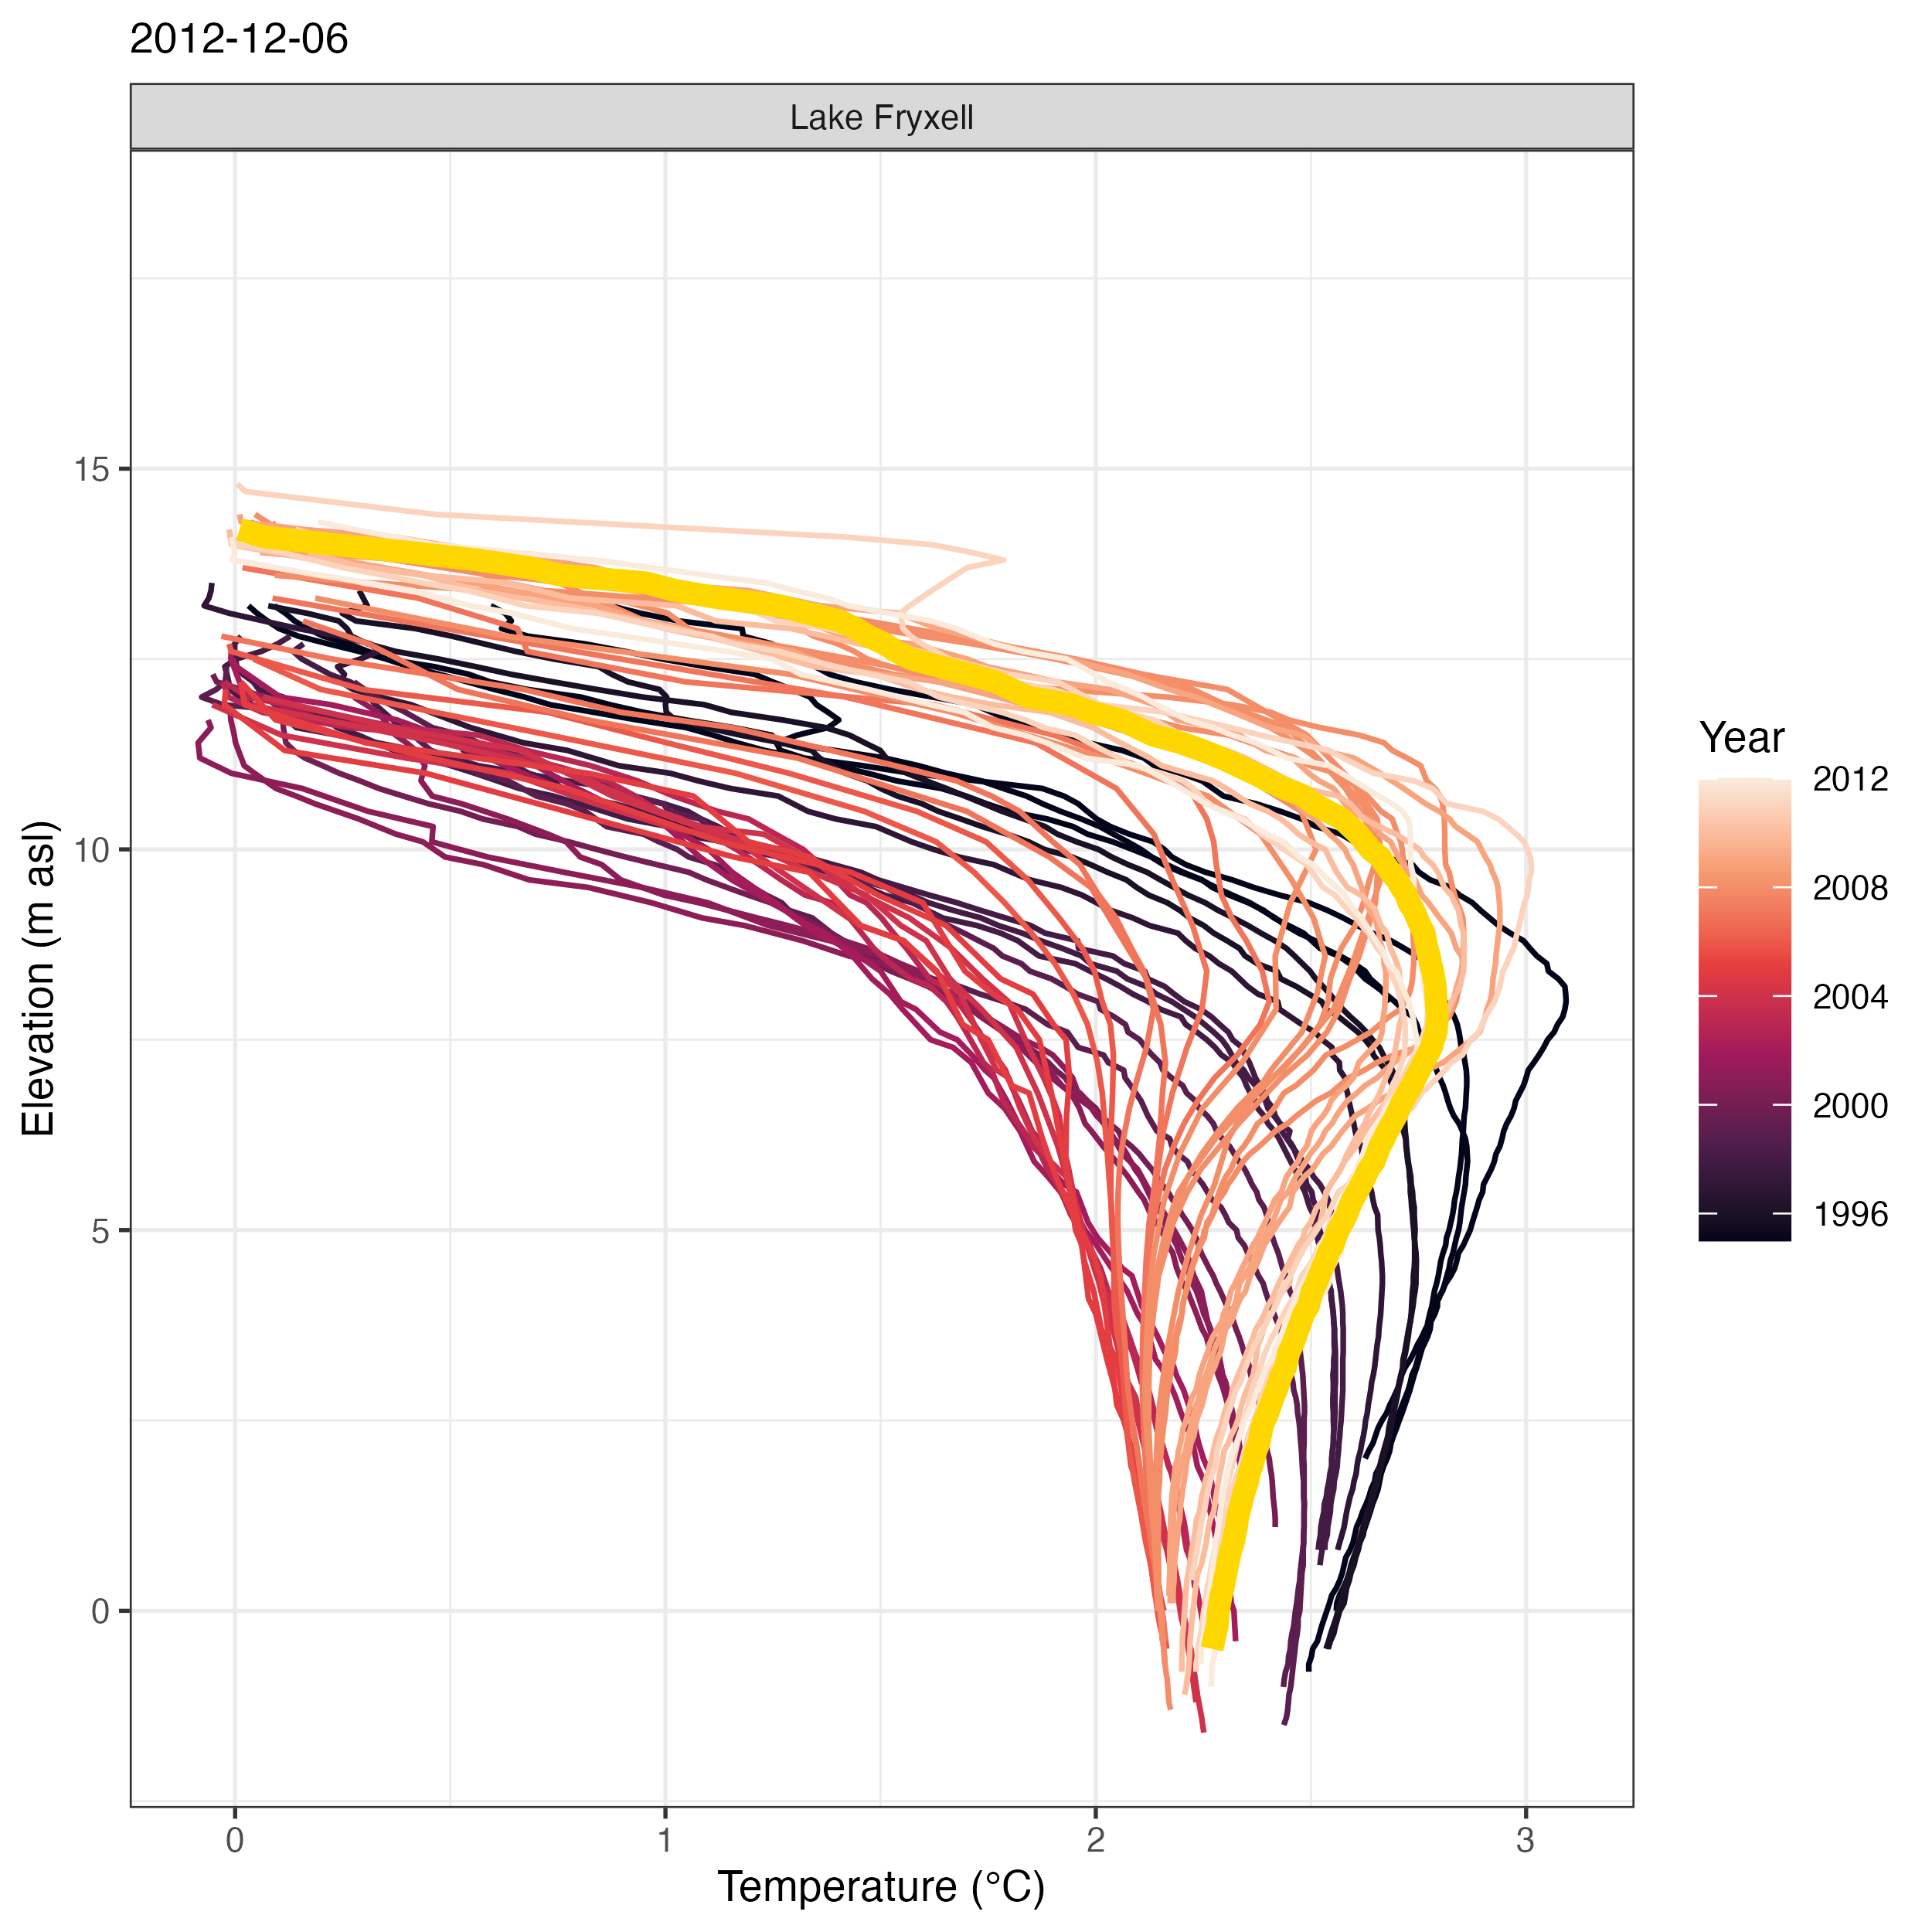 2012-12-06
Lake Fryxell
Elevation (m asl)
15
10
5
0
0 1 2 3
Temperature (°C)
Year
2012
2008
2004
2000
1996